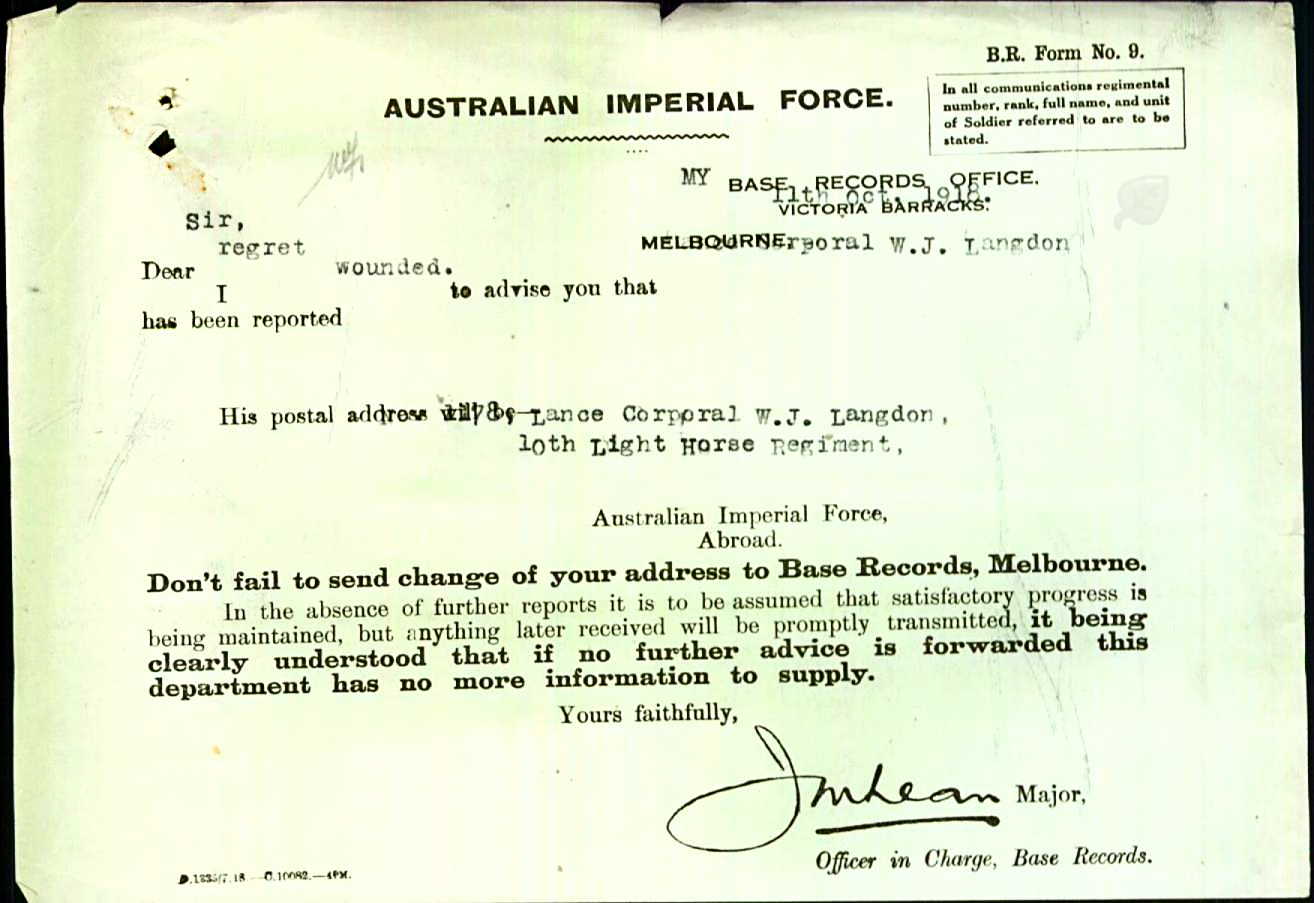 B.R. Form No. 9.
AUSTRALIAN IMPERIAL FORCE.
In all communications regimental
number, rank, full name, and unit
of Soldier referred to are to be
stated.
MY BASE RECORDS OFFICE.
11th Oct. 1918.
VICTORIA BARRACKS.
Sir,
MELBOURNE. Corporal W.J. Langdon
regret
Dear wounded.
I to advise you that
has been reported
His postal address will be Lance Corporal W.J. Langdon,
10th Light Horse Regiment,
Australian Imperial Force,
Abroad.
Don't fail to send change of your address to Base Records, Melbourne.
In the absence of further reports it is to be assumed that satisfactory progress is
being maintained, but anything later received will be promptly transmitted, it being
clearly understood that if no further advice is forwarded this
department has no more information to supply.
Yours faithfully,
JMLean Major,
Officer in Charge, Base Records.
C.10082.—4PM.